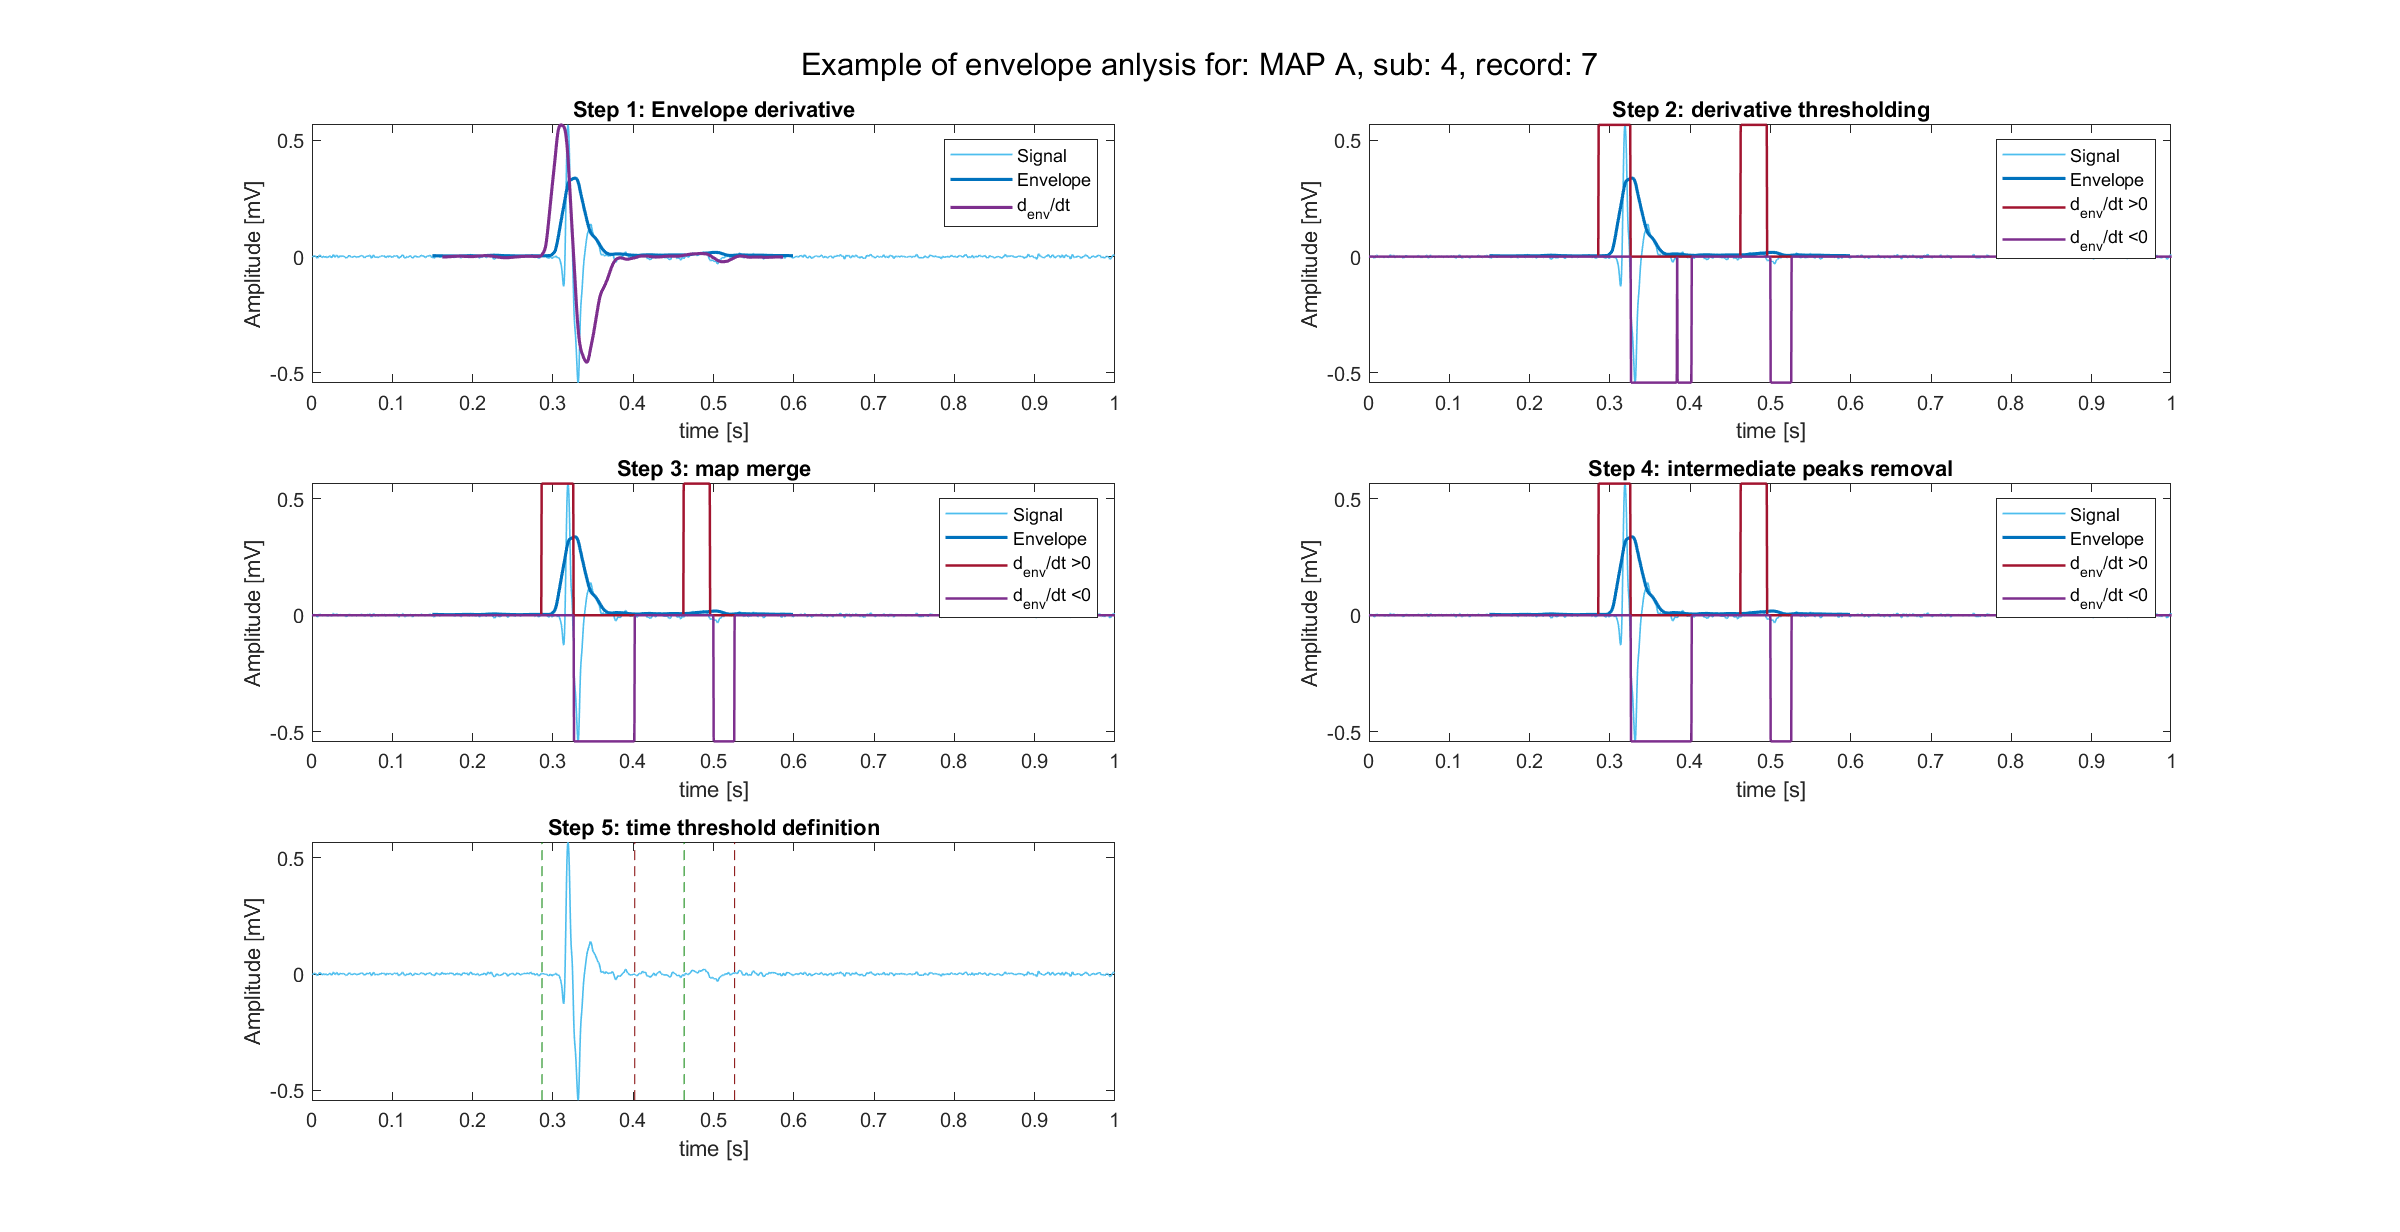 Example of envelope anlysis for: MAP A, sub: 4, record: 7
Step 1: Envelope derivative
0.5
0
-0.5
Amplitude [mV]
Signal
Envelope
d_env/dt
0 0.1 0.2 0.3 0.4 0.5 0.6 0.7 0.8 0.9 1
time [s]
Step 2: derivative thresholding
0.5
0
-0.5
Amplitude [mV]
Signal
Envelope
d_env/dt >0
d_env/dt <0
0 0.1 0.2 0.3 0.4 0.5 0.6 0.7 0.8 0.9 1
time [s]
Step 3: map merge
0.5
0
-0.5
Amplitude [mV]
Signal
Envelope
d_env/dt >0
d_env/dt <0
0 0.1 0.2 0.3 0.4 0.5 0.6 0.7 0.8 0.9 1
time [s]
Step 4: intermediate peaks removal
0.5
0
-0.5
Amplitude [mV]
Signal
Envelope
d_env/dt >0
d_env/dt <0
0 0.1 0.2 0.3 0.4 0.5 0.6 0.7 0.8 0.9 1
time [s]
Step 5: time threshold definition
0.5
0
-0.5
Amplitude [mV]
0 0.1 0.2 0.3 0.4 0.5 0.6 0.7 0.8 0.9 1
time [s]